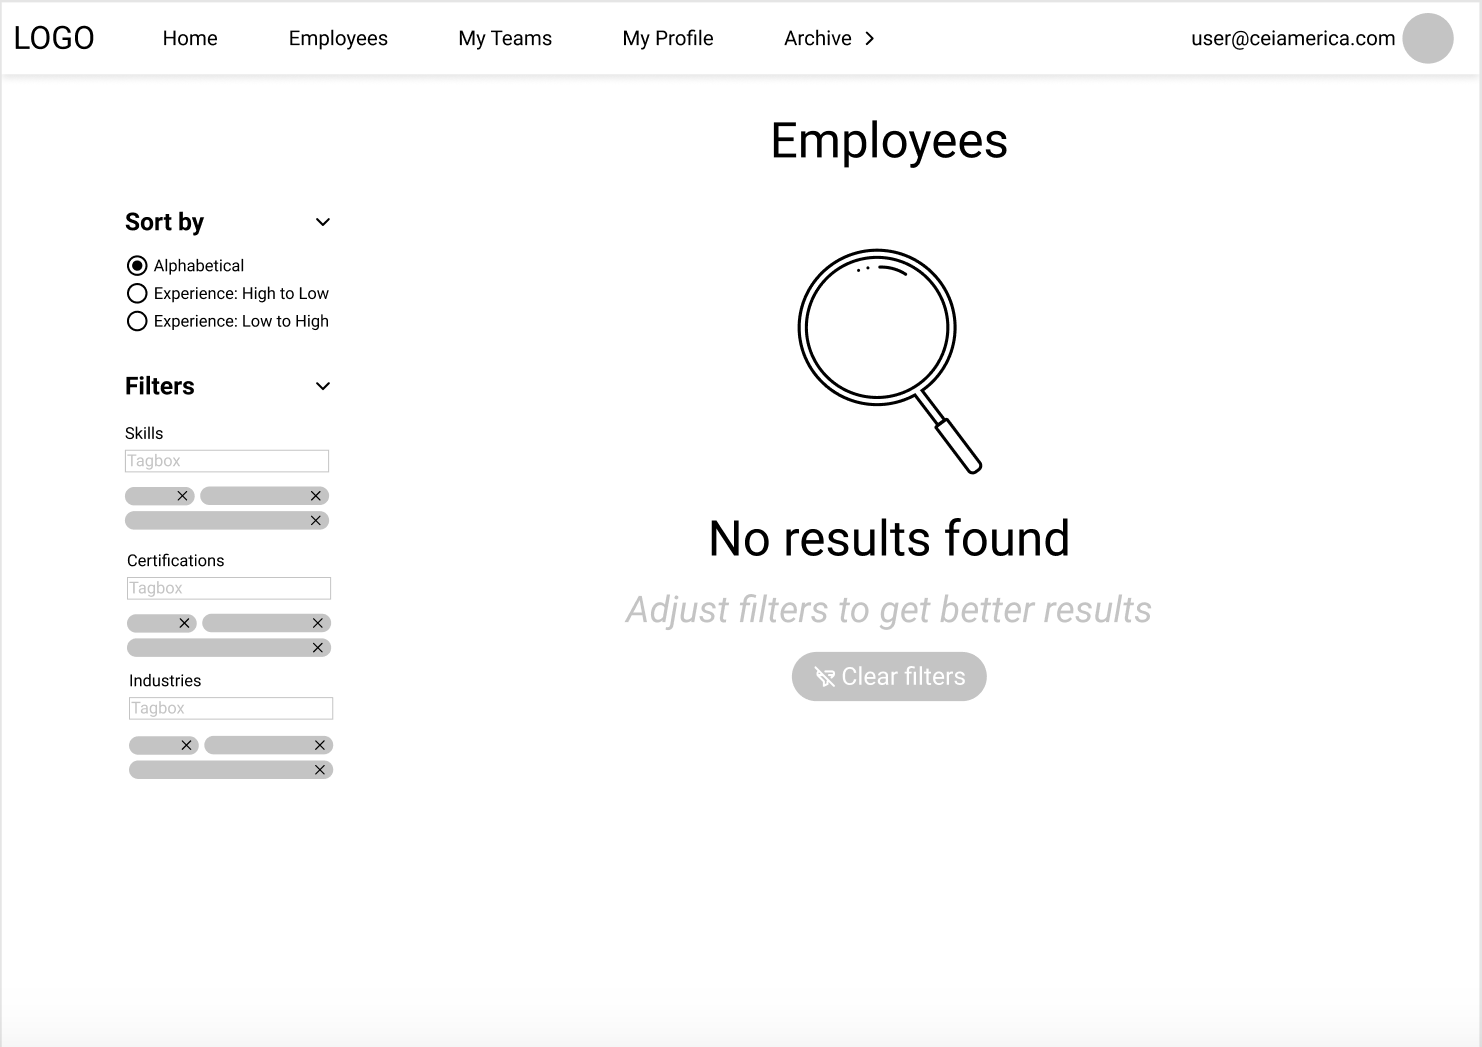 LOGO
Home
Employees
My Teams
My Profile
Archive
user@ceiamerica.com
Employees
Sort by
Alphabetical
Experience: High to Low
Experience: Low to High
Filters
Skills
Tagbox
Certifications
Tagbox
Industries
Tagbox
No results found
Adjust filters to get better results
Clear filters